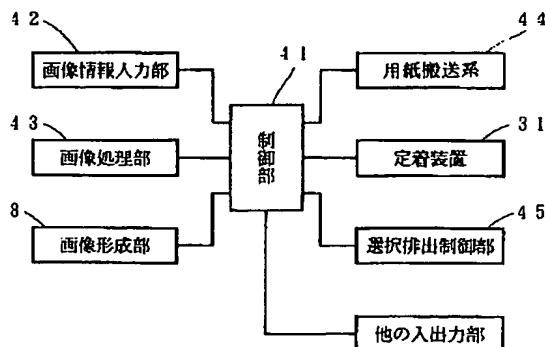 42
画像情報入力部
43
画像処理部
8
画像形成部
41
制御部
44
用紙搬送系
31
定着装置
45
選択排出制御部
他の入出力部